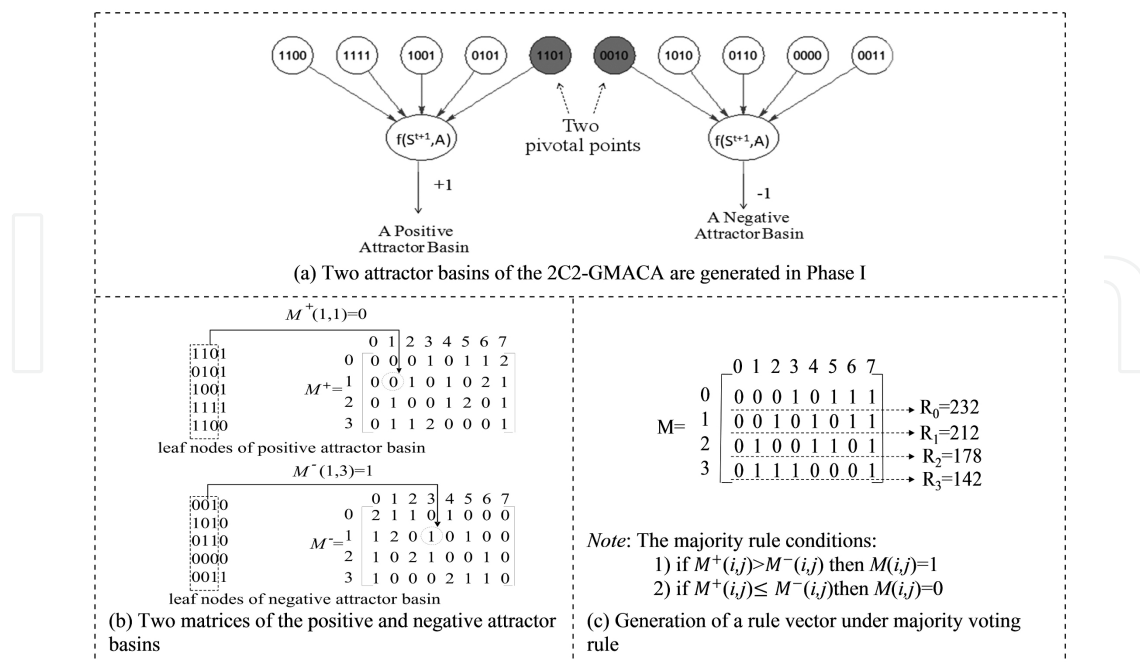 1100 1111 1001 0101 1101 0010 1010 0110 0000 0011
f(S^{t+1},A) Two pivotal points f(S^{t+1},A)
+1 -1
A Positive
Attractor Basin
A Negative
Attractor Basin
(a) Two attractor basins of the 2C2-GMACA are generated in Phase I
M^+(1,1)=0
1101
0101
1001
1111
1100
0 1 2 3 4 5 6 7
0 0 0 0 1 0 1 1 2
M^+= 1 0 0 1 0 1 0 2 1
2 0 1 0 0 1 2 0 1
3 0 1 1 2 0 0 0 1
leaf nodes of positive attractor basin
M^-(1,3)=1
0010
1010
0110
0000
0011
0 1 2 3 4 5 6 7
0 2 1 1 0 1 0 0 0
M^-= 1 1 2 0 1 0 1 0 0
2 1 0 2 1 0 0 1 0
3 1 0 0 0 2 1 1 0
leaf nodes of negative attractor basin
(b) Two matrices of the positive and negative attractor
basins
0 1 2 3 4 5 6 7
0 0 0 0 1 0 1 1 1 R_0=232
M= 1 0 0 1 0 1 0 1 1 R_1=212
2 0 1 0 0 1 1 0 1 R_2=178
3 0 1 1 1 0 0 0 1 R_3=142
Note: The majority rule conditions:
1) if M^+(i,j)>M^-(i,j) then M(i,j)=1
2) if M^+(i,j)≤ M^-(i,j)then M(i,j)=0
(c) Generation of a rule vector under majority voting
rule